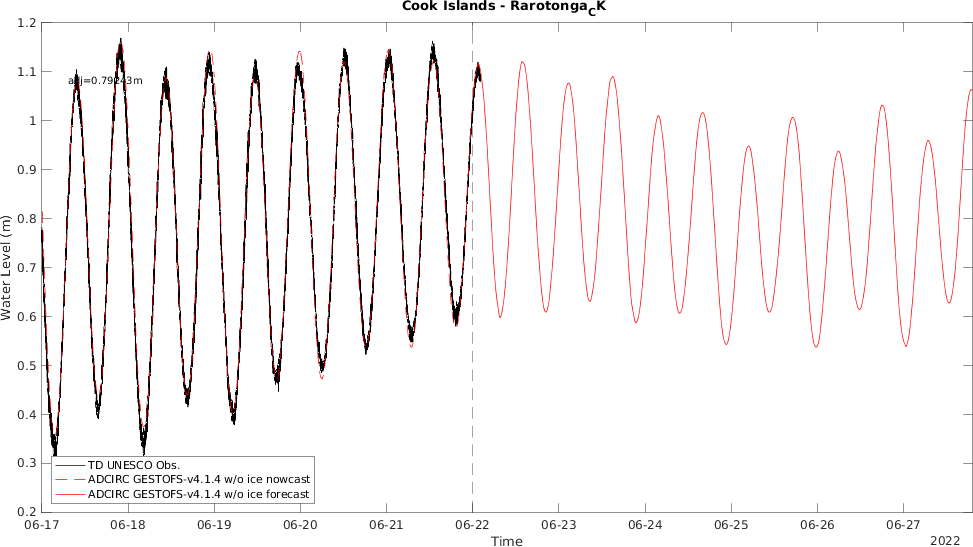 Cook Islands - Rarotonga_CK
adj=0.79243m
Water Level (m)
1.2
1.1
1
0.9
0.8
0.7
0.6
0.5
0.4
0.3
0.2
TD UNESCO Obs.
ADCIRC GESTOFS-v4.1.4 w/o ice nowcast
ADCIRC GESTOFS-v4.1.4 w/o ice forecast
06-17 06-18 06-19 06-20 06-21 06-22 06-23 06-24 06-25 06-26 06-27
Time
2022